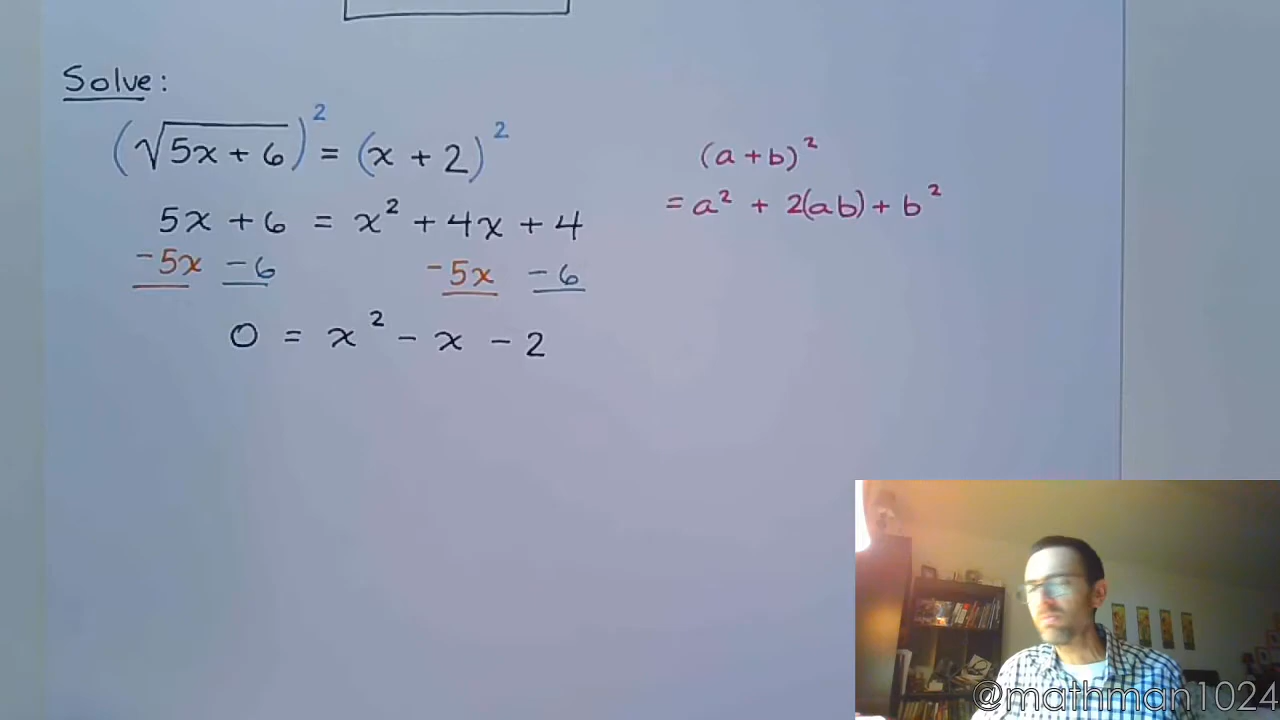 Solve:
(√5x + 6)² = (x + 2)²
5x + 6 = x² + 4x + 4
-5x -6 -5x -6
0 = x² - x - 2
(a + b)²
= a² + 2(ab) + b²
@mathman1024